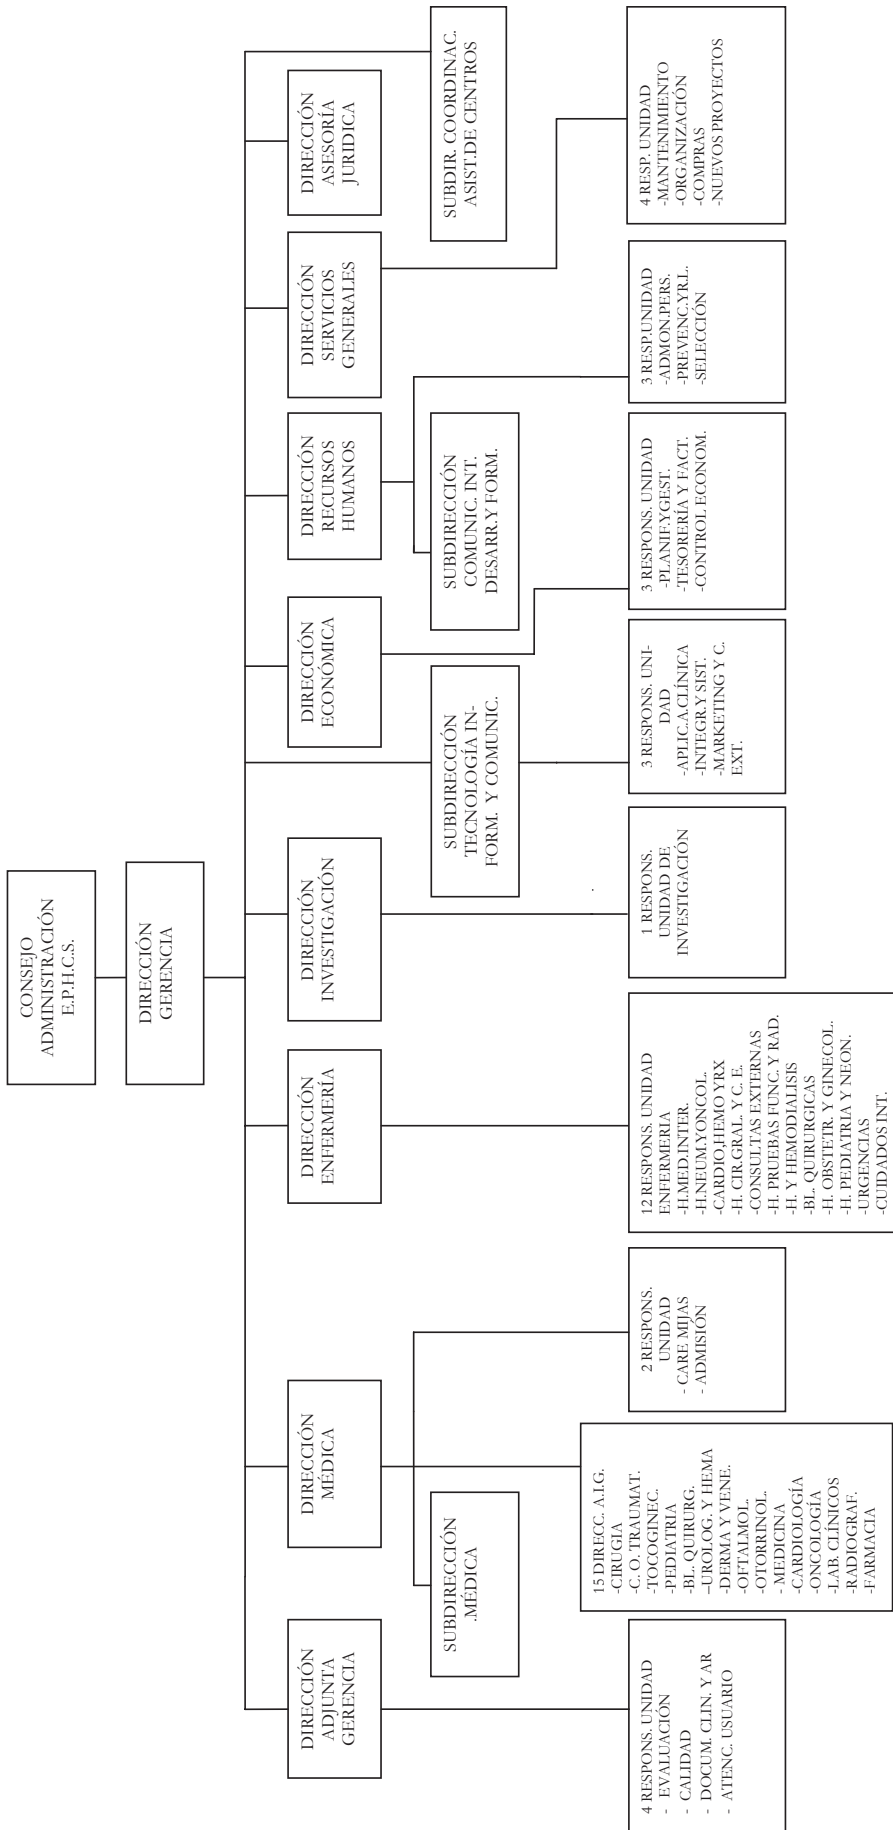 CONSEJO
ADMINISTRACIÓN
E.P.H.C.S.
DIRECCIÓN
GERENCIA
DIRECCIÓN
ADJUNTA
GERENCIA
DIRECCIÓN
MÉDICA
DIRECCIÓN
ENFERMERÍA
DIRECCIÓN
INVESTIGACIÓN
DIRECCIÓN
ECONÓMICA
DIRECCIÓN
RECURSOS
HUMANOS
DIRECCIÓN
SERVICIOS
GENERALES
DIRECCIÓN
ASESORÍA
JURIDICA
SUBDIRECCIÓN
.MÉDICA
SUBDIRECCIÓN
TECNOLOGÍA IN-
FORM. Y COMUNIC.
SUBDIRECCIÓN
COMUNIC. INT.
DESARR.Y FORM.
SUBDIR. COORDINAC.
ASIST.DE CENTROS
4 RESPONS. UNIDAD
- EVALUACIÓN
- CALIDAD
- DOCUM. CLIN. Y AR
- ATENC. USUARIO
15 DIRECC. A.I.G.
-CIRUGIA
-C. O. TRAUMAT.
-TOCOGINEC.
-PEDIATRIA
-BL. QUIRURG.
–UROLOG. Y HEMA
-DERMA Y VENE.
-OFTALMOL.
-OTORRINOL.
- MEDICINA
-CARDIOLOGÍA
-ONCOLOGÍA
-LAB. CLÍNICOS
-RADIOGRAF.
-FARMACIA
2 RESPONS.
UNIDAD
- CARE MIJAS
- ADMISIÓN
12 RESPONS. UNIDAD
ENFERMERIA
-H.MED.INTER.
-H.NEUM.YONCOL.
-CARDIO,HEMO YRX
-H. CIR.GRAL. Y C. E.
-CONSULTAS EXTERNAS
-H. PRUEBAS FUNC. Y RAD.
-H. Y HEMODIALISIS
-BL. QUIRURGICAS
-H. OBSTETR. Y GINECOL.
-H. PEDIATRIA Y NEON.
-URGENCIAS
-CUIDADOS INT.
1 RESPONS.
UNIDAD DE
INVESTIGACIÓN
3 RESPONS. UNI-
DAD
-APLIC.A.CLÍNICA
-INTEGR.Y SIST.
-MARKETING Y C.
EXT.
3 RESPONS. UNIDAD
-PLANIF.YGEST.
-TESORERÍA Y FACT.
-CONTROL ECONOM.
3 RESP.UNIDAD
-ADMON.PERS.
-PREVENC.YR.L.
-SELECCIÓN
4 RESP. UNIDAD
-MANTENIMIENTO
-ORGANIZACIÓN
-COMPRAS
-NUEVOS PROYECTOS